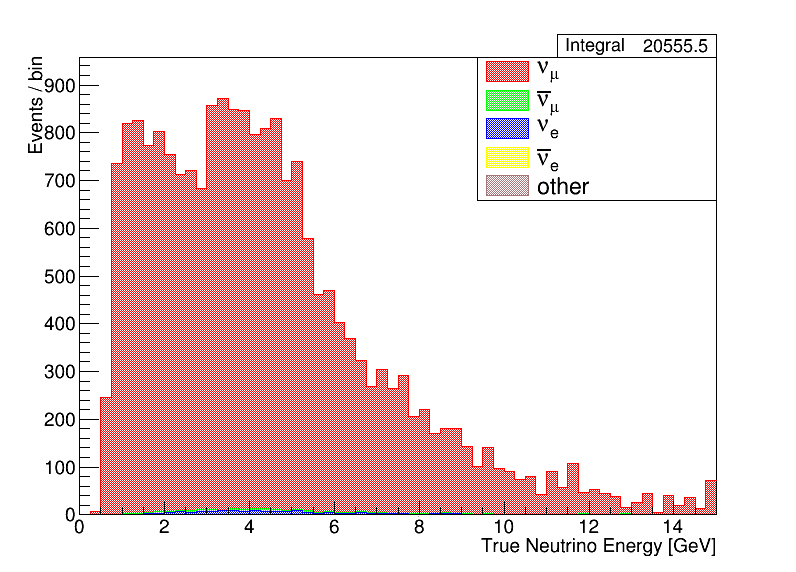 Integral 20555.5
Events / bin
ν_μ
ν̅_μ
ν_e
ν̅_e
other
900
800
700
600
500
400
300
200
100
0
0 2 4 6 8 10 12 14
True Neutrino Energy [GeV]